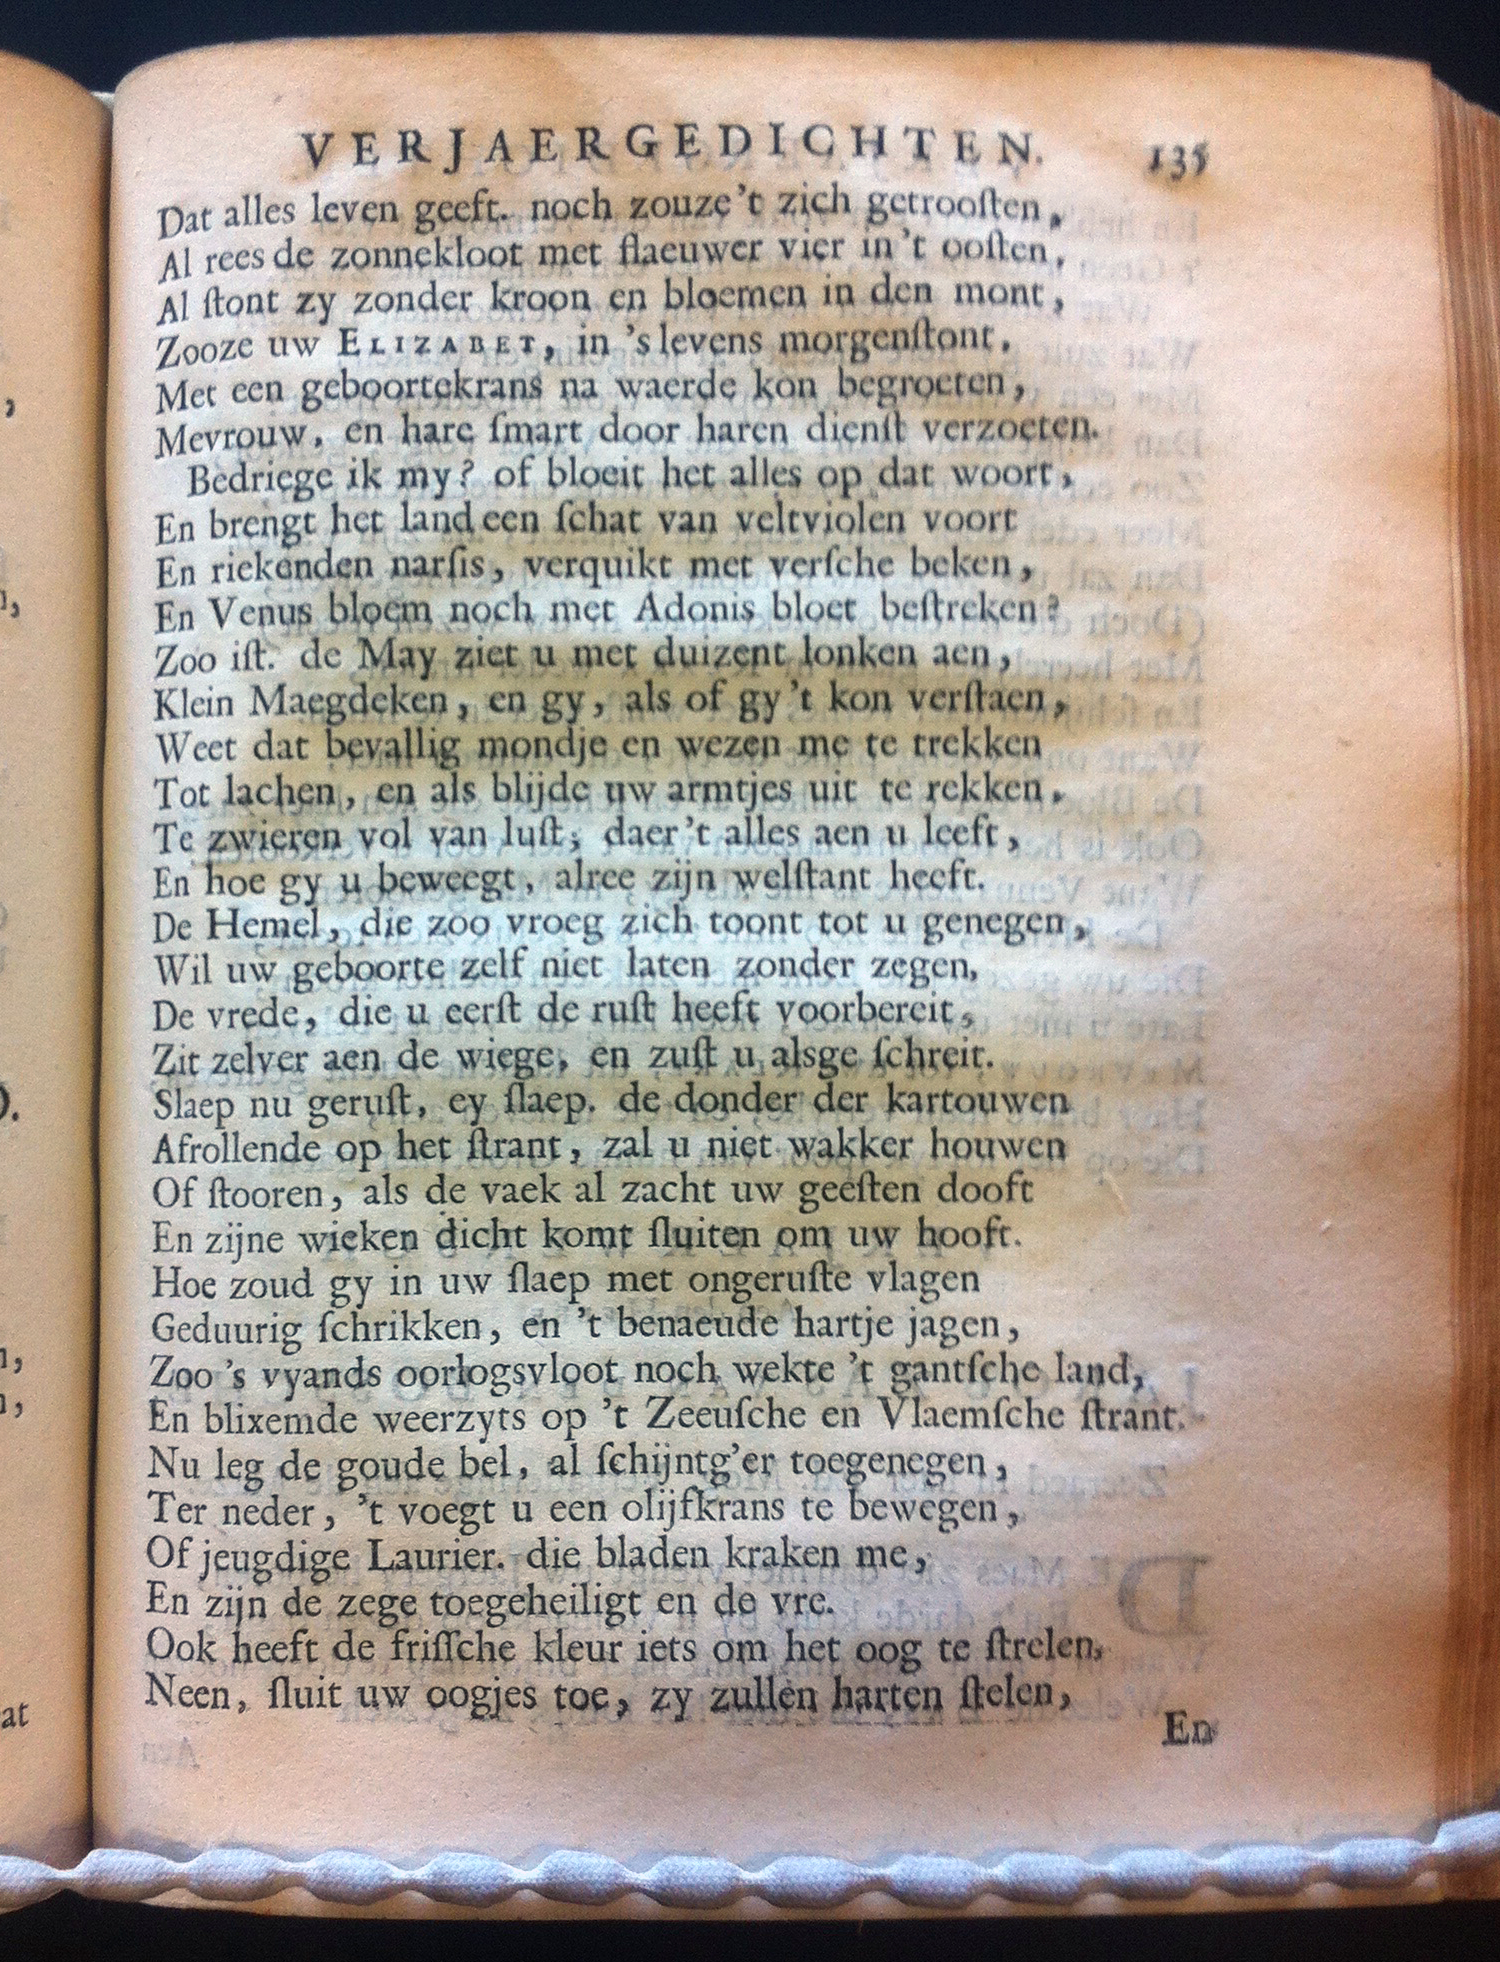 VERJAERGEDICHTEN. 135
Dat alles leven geeft. noch zouze't zich getrooſten,
Al rees de zonnekloot met flaeuwer vier in 't ooſten,
Al ſtont zy zonder kroon en bloemen in den mont,
Zooze uw ELIZABET, in 's levens morgenſtont,
Met een geboortekrans na waerde kon begroeten,
Mevrouw, en hare ſmart door haren dienſt verzoeten.
Bedriege ik my? of bloeit het alles op dat woort,
En brengt het land een ſchat van veltviolen voort
En riekenden narſis, verquikt met verſche beken,
En Venus bloem noch met Adonis bloet beſtreken?
Zoo iſt. de May ziet u met duizent lonken aen,
Klein Maegdeken, en gy, als of gy 't kon verſtaen,
Weet dat bevallig mondje en wezen me te trekken
Tot lachen, en als blijde uw armtjes uit te rekken,
Te zwieren vol van luſt; daer 't alles aen u leeft,
En hoe gy u beweegt, alree zijn welſtant heeft.
De Hemel, die zoo vroeg zich toont tot u genegen,
Wil uw geboorte zelf niet laten zonder zegen,
De vrede, die u eerſt de ruſt heeft voorbereit,
Zit zelver aen de wiege, en zuſt u alsge ſchreit.
Slaep nu geruſt, ey ſlaep. de donder der kartouwen
Afrollende op het ſtrant, zal u niet wakker houwen
Of ſtooren, als de vaek al zacht uw geeſten dooft
En zijne wieken dicht komt ſluiten om uw hooft.
Hoe zoud gy in uw ſlaep met ongeruſte vlagen
Geduurig ſchrikken, en 't benaeude hartje jagen,
Zoo 's vyands oorlogsvloot noch wekte 't gantſche land,
En blixemde weerzyts op 't Zeeuſche en Vlaemſche ſtrant.
Nu leg de goude bel, al ſchijntg'er toegenegen,
Ter neder, 't voegt u een olijfkrans te bewegen,
Of jeugdige Laurier. die bladen kraken me,
En zijn de zege toegeheiligt en de vre.
Ook heeft de friſſche kleur iets om het oog te ſtrelen,
Neen, ſluit uw oogjes toe, zy zullen harten ſtelen,
En